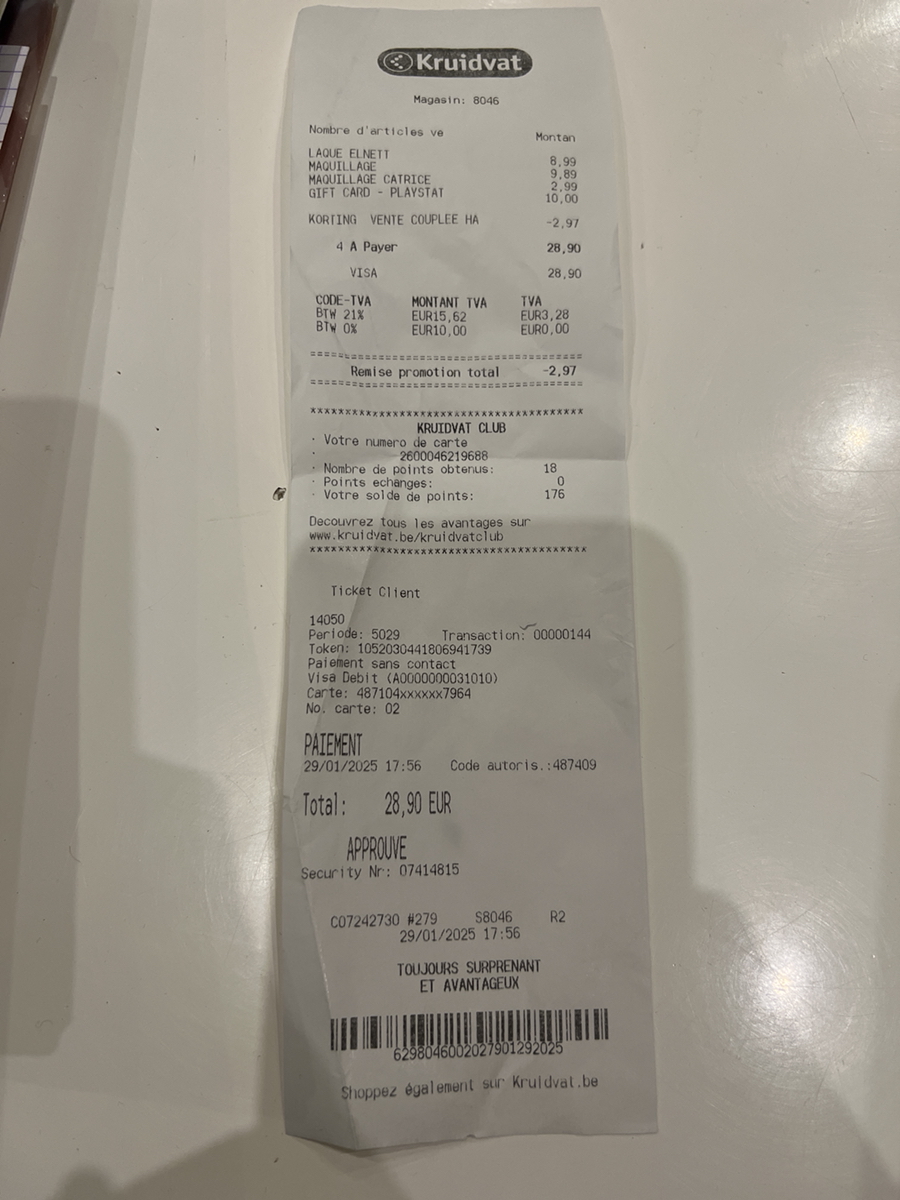 Kruidvat
Magasin: 8046
Nombre d'articles ve Montan
LAQUE ELNETT 8,99
MAQUILLAGE 9,89
MAQUILLAGE CATRICE 2,99
GIFT CARD - PLAYSTAT 10,00
KORTING VENTE COUPLEE HA -2,97
4 A Payer 28,90
VISA 28,90
CODE-TVA MONTANT TVA TVA
BTW 21% EUR15,62 EUR3,28
BTW 0% EUR10,00 EUR0,00
========================================
Remise promotion total -2,97
========================================
****************************************
KRUIDVAT CLUB
· Votre numero de carte
· 2600046219688
· Nombre de points obtenus: 18
· Points echanges: 0
· Votre solde de points: 176
Decouvrez tous les avantages sur
www.kruidvat.be/kruidvatclub
****************************************
Ticket Client
14050
Periode: 5029 Transaction: 00000144
Token: 1052030441806941739
Paiement sans contact
Visa Debit (A0000000031010)
Carte: 487104xxxxxx7964
No. carte: 02
PAIEMENT
29/01/2025 17:56 Code autoris.:487409
Total: 28,90 EUR
APPROUVE
Security Nr: 07414815
C07242730 #279 S8046 R2
29/01/2025 17:56
TOUJOURS SURPRENANT
ET AVANTAGEUX
6298046002027901292025
Shoppez également sur Kruidvat.be